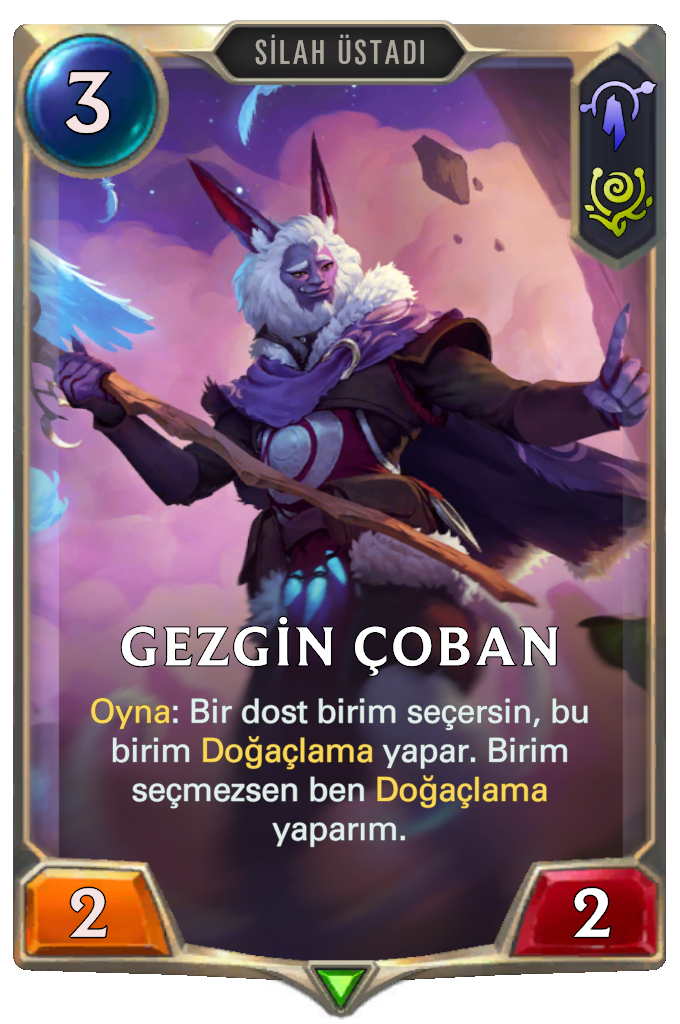 SİLAH ÜSTADI
3
GEZGİN ÇOBAN
Oyna: Bir dost birim seçersin, bu
birim Doğaçlama yapar. Birim
seçmezsen ben Doğaçlama
yaparım.
2
2